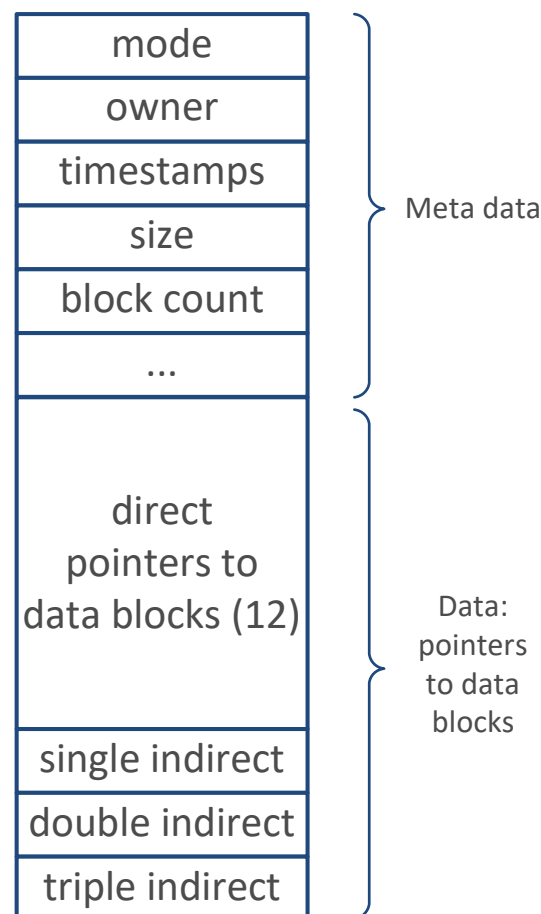 mode
owner
timestamps
size
block count
...
Meta data
direct
pointers to
data blocks (12)
single indirect
double indirect
triple indirect
Data:
pointers
to data
blocks